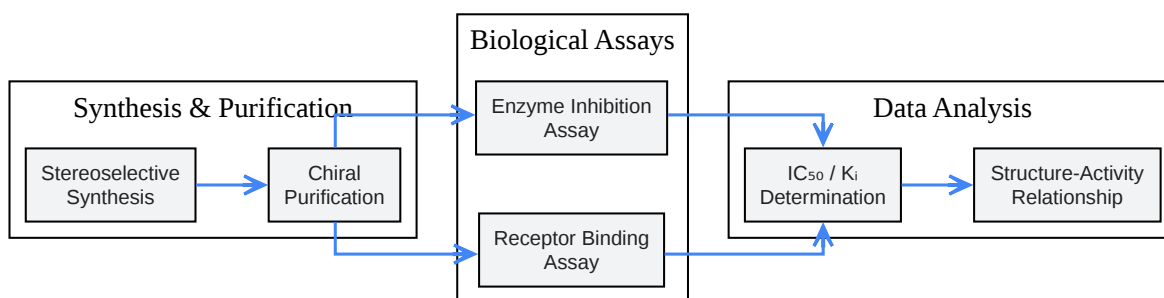 Synthesis & Purification
Stereoselective
Synthesis
Chiral
Purification
Biological Assays
Enzyme Inhibition
Assay
Receptor Binding
Assay
Data Analysis
IC₅₀ / Kᵢ
Determination
Structure-Activity
Relationship